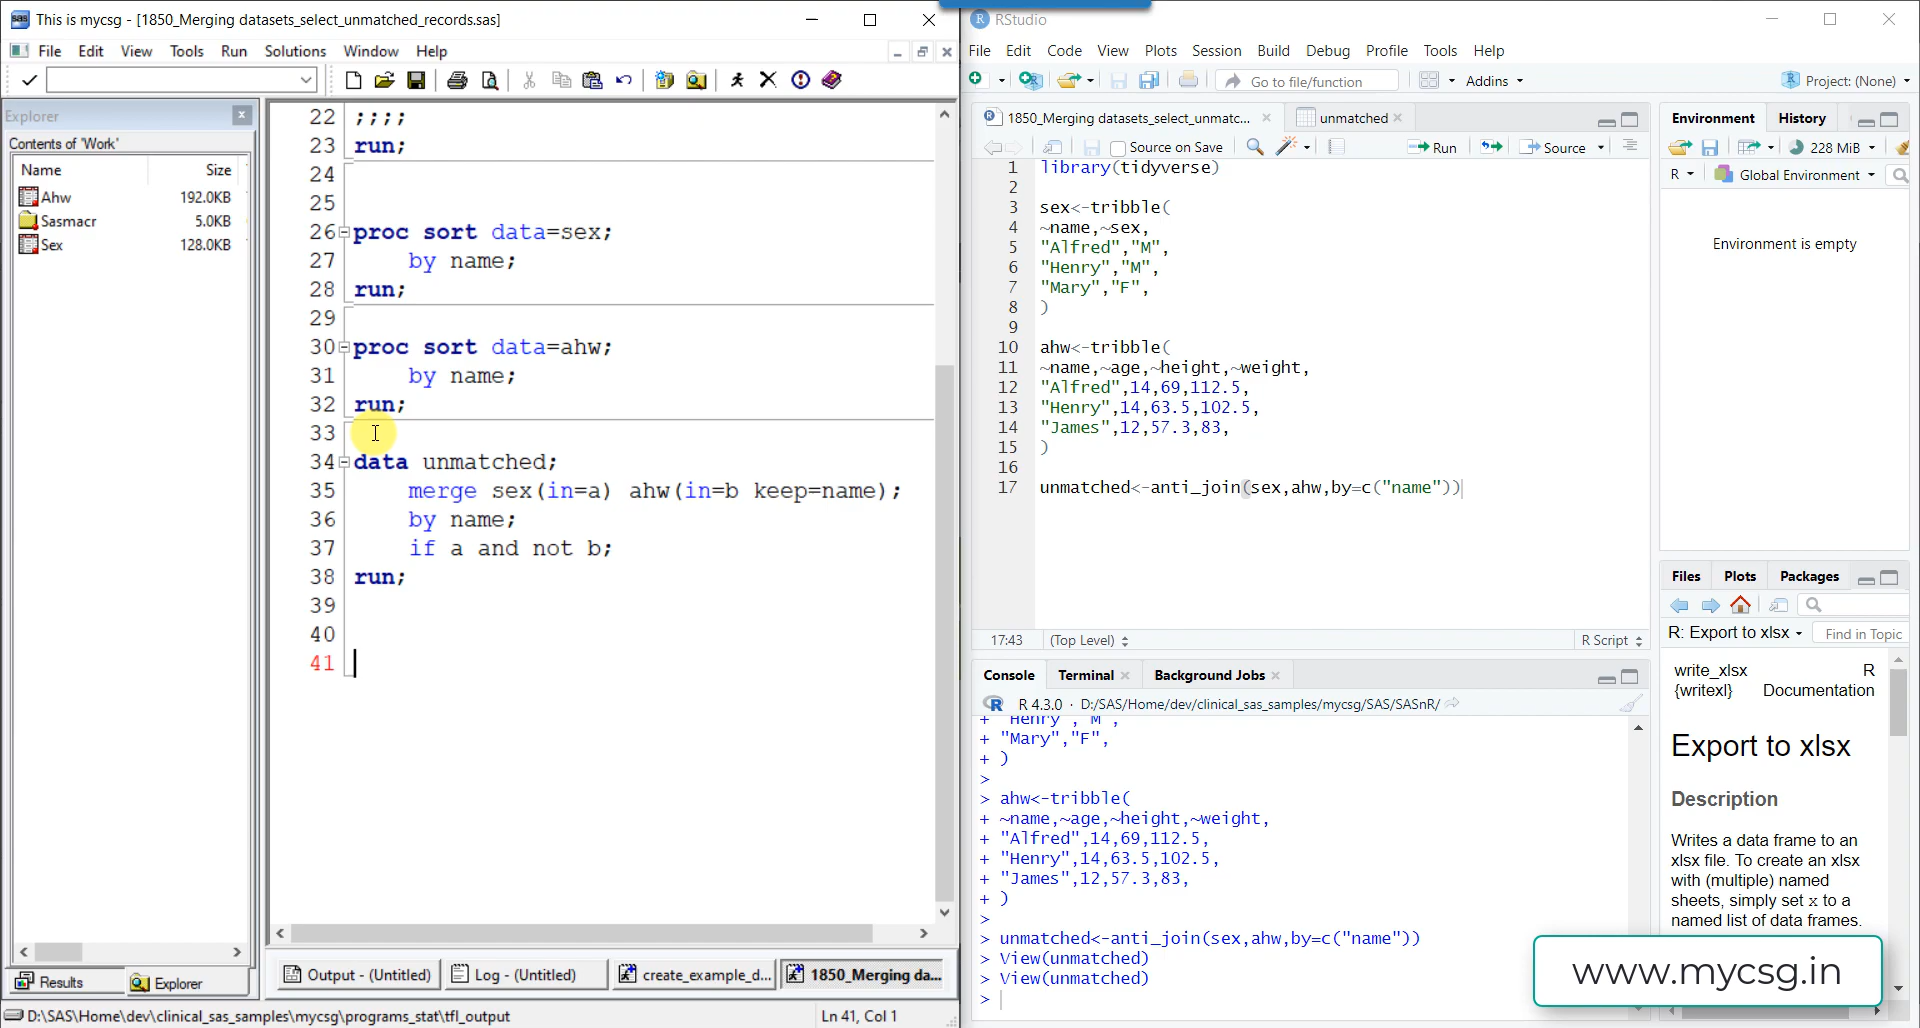 This is mycsg - [1850_Merging datasets_select_unmatched_records.sas]
File Edit View Tools Run Solutions Window Help
Explorer
Contents of 'Work'
Name Size
Ahw 192.0KB
Sasmacr 5.0KB
Sex 128.0KB
Results
Explorer
22 ;;;;
23 run;
24
25
26 proc sort data=sex;
27 by name;
28 run;
29
30 proc sort data=ahw;
31 by name;
32 run;
33
34 data unmatched;
35 merge sex(in=a) ahw(in=b keep=name);
36 by name;
37 if a and not b;
38 run;
39
40
41
Output - (Untitled)
Log - (Untitled)
create_example_d...
1850_Merging da...
D:\SAS\Home\dev\clinical_sas_samples\mycsg\programs_stat\tfl_output
Ln 41, Col 1
RStudio
File Edit Code View Plots Session Build Debug Profile Tools Help
Go to file/function
Addins
Project: (None)
1850_Merging datasets_select_unmatc...
unmatched
Source on Save
Run
Source
1 library(tidyverse)
2
3 sex<-tribble(
4 ~name,~sex,
5 "Alfred","M",
6 "Henry","M",
7 "Mary","F",
8 )
9
10 ahw<-tribble(
11 ~name,~age,~height,~weight,
12 "Alfred",14,69,112.5,
13 "Henry",14,63.5,102.5,
14 "James",12,57.3,83,
15 )
16
17 unmatched<-anti_join(sex,ahw,by=c("name"))
17:43 (Top Level) R Script
Console Terminal Background Jobs
R 4.3.0 · D:/SAS/Home/dev/clinical_sas_samples/mycsg/SAS/SASnR/
+ "Henry","M",
+ "Mary","F",
+ )
>
> ahw<-tribble(
+ ~name,~age,~height,~weight,
+ "Alfred",14,69,112.5,
+ "Henry",14,63.5,102.5,
+ "James",12,57.3,83,
+ )
>
> unmatched<-anti_join(sex,ahw,by=c("name"))
> View(unmatched)
> View(unmatched)
>
Environment History
228 MiB
R Global Environment
Environment is empty
Files Plots Packages
R: Export to xlsx Find in Topic
write_xlsx R
{writexl} Documentation
Export to xlsx
Description
Writes a data frame to an
xlsx file. To create an xlsx
with (multiple) named
sheets, simply set x to a
named list of data frames.
www.mycsg.in